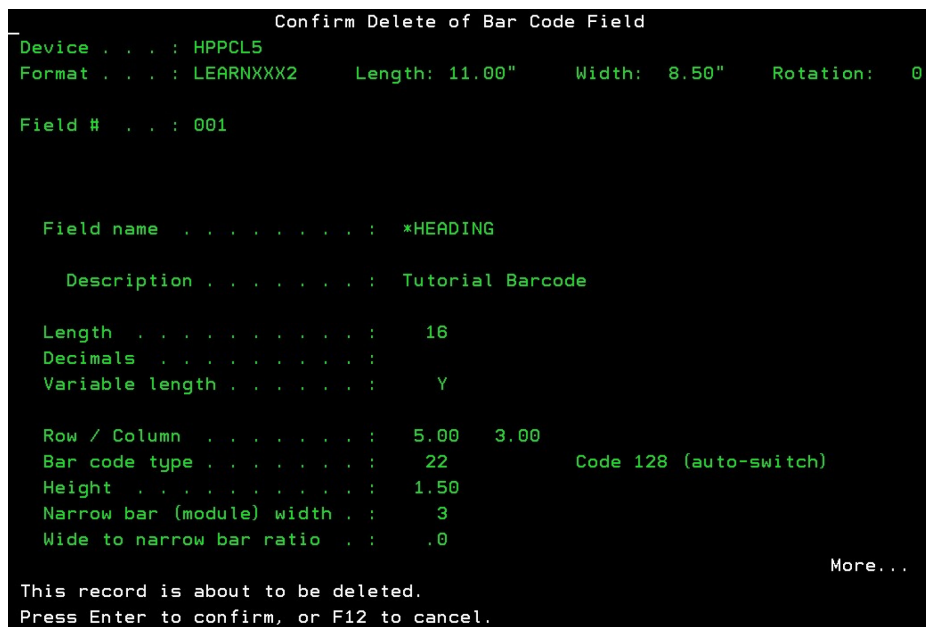 Confirm Delete of Bar Code Field
Device . . . : HPPCL5
Format . . . : LEARNXXX2 Length: 11.00" Width: 8.50" Rotation: 0
Field # . . : 001
Field name . . . . . . . . : *HEADING
Description . . . . . . . : Tutorial Barcode
Length . . . . . . . . . . : 16
Decimals . . . . . . . . . :
Variable length . . . . . . : Y
Row / Column . . . . . . . : 5.00 3.00
Bar code type . . . . . . . : 22 Code 128 (auto-switch)
Height . . . . . . . . . . : 1.50
Narrow bar (module) width . : 3
Wide to narrow bar ratio . : .0
More...
This record is about to be deleted.
Press Enter to confirm, or F12 to cancel.